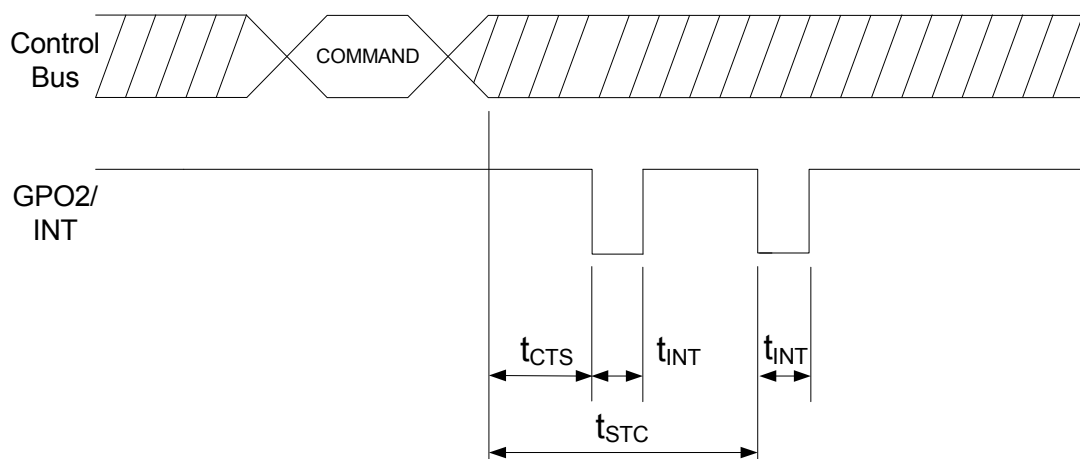 Control
Bus
COMMAND
GPO2/
INT
tCTS
tINT
tINT
tSTC